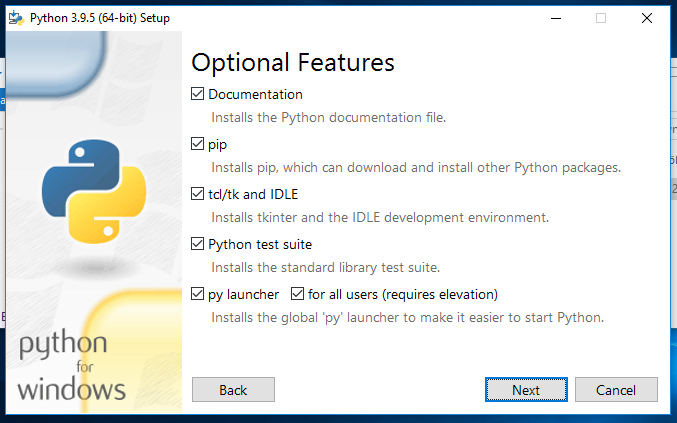 Python 3.9.5 (64-bit) Setup
Optional Features
Documentation
Installs the Python documentation file.
pip
Installs pip, which can download and install other Python packages.
tcl/tk and IDLE
Installs tkinter and the IDLE development environment.
Python test suite
Installs the standard library test suite.
py launcher for all users (requires elevation)
Installs the global 'py' launcher to make it easier to start Python.
python
for
windows
Back Next Cancel